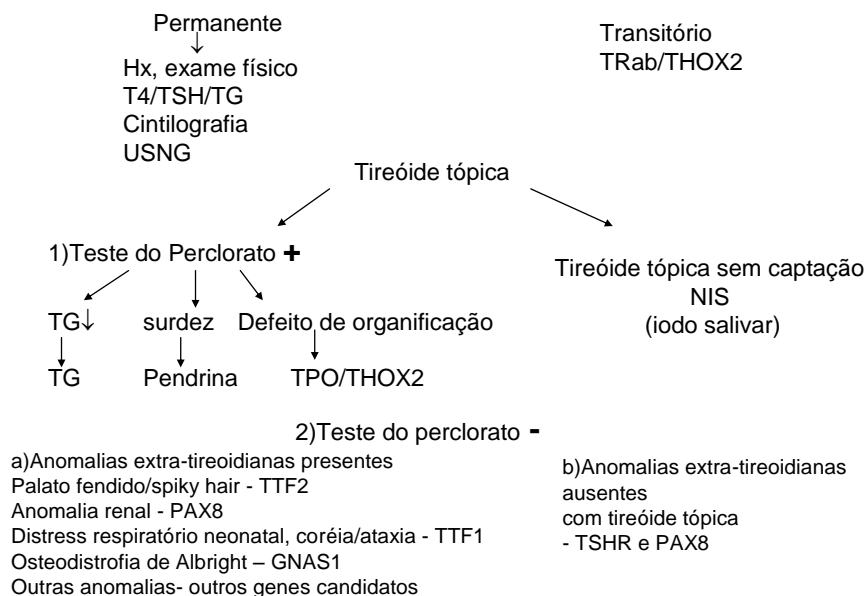 Permanente
↓
Hx, exame físico
T4/TSH/TG
Cintilografia
USNG
Transitório
TRab/THOX2
Tireóide tópica
1)Teste do Perclorato +
TG↓ surdez Defeito de organificação
TG Pendrina TPO/THOX2
Tireóide tópica sem captação
NIS
(iodo salivar)
2)Teste do perclorato -
a)Anomalias extra-tireoidianas presentes
Palato fendido/spiky hair - TTF2
Anomalia renal - PAX8
Distress respiratório neonatal, coréia/ataxia - TTF1
Osteodistrofia de Albright – GNAS1
Outras anomalias- outros genes candidatos
b)Anomalias extra-tireoidianas
ausentes
com tireóide tópica
- TSHR e PAX8